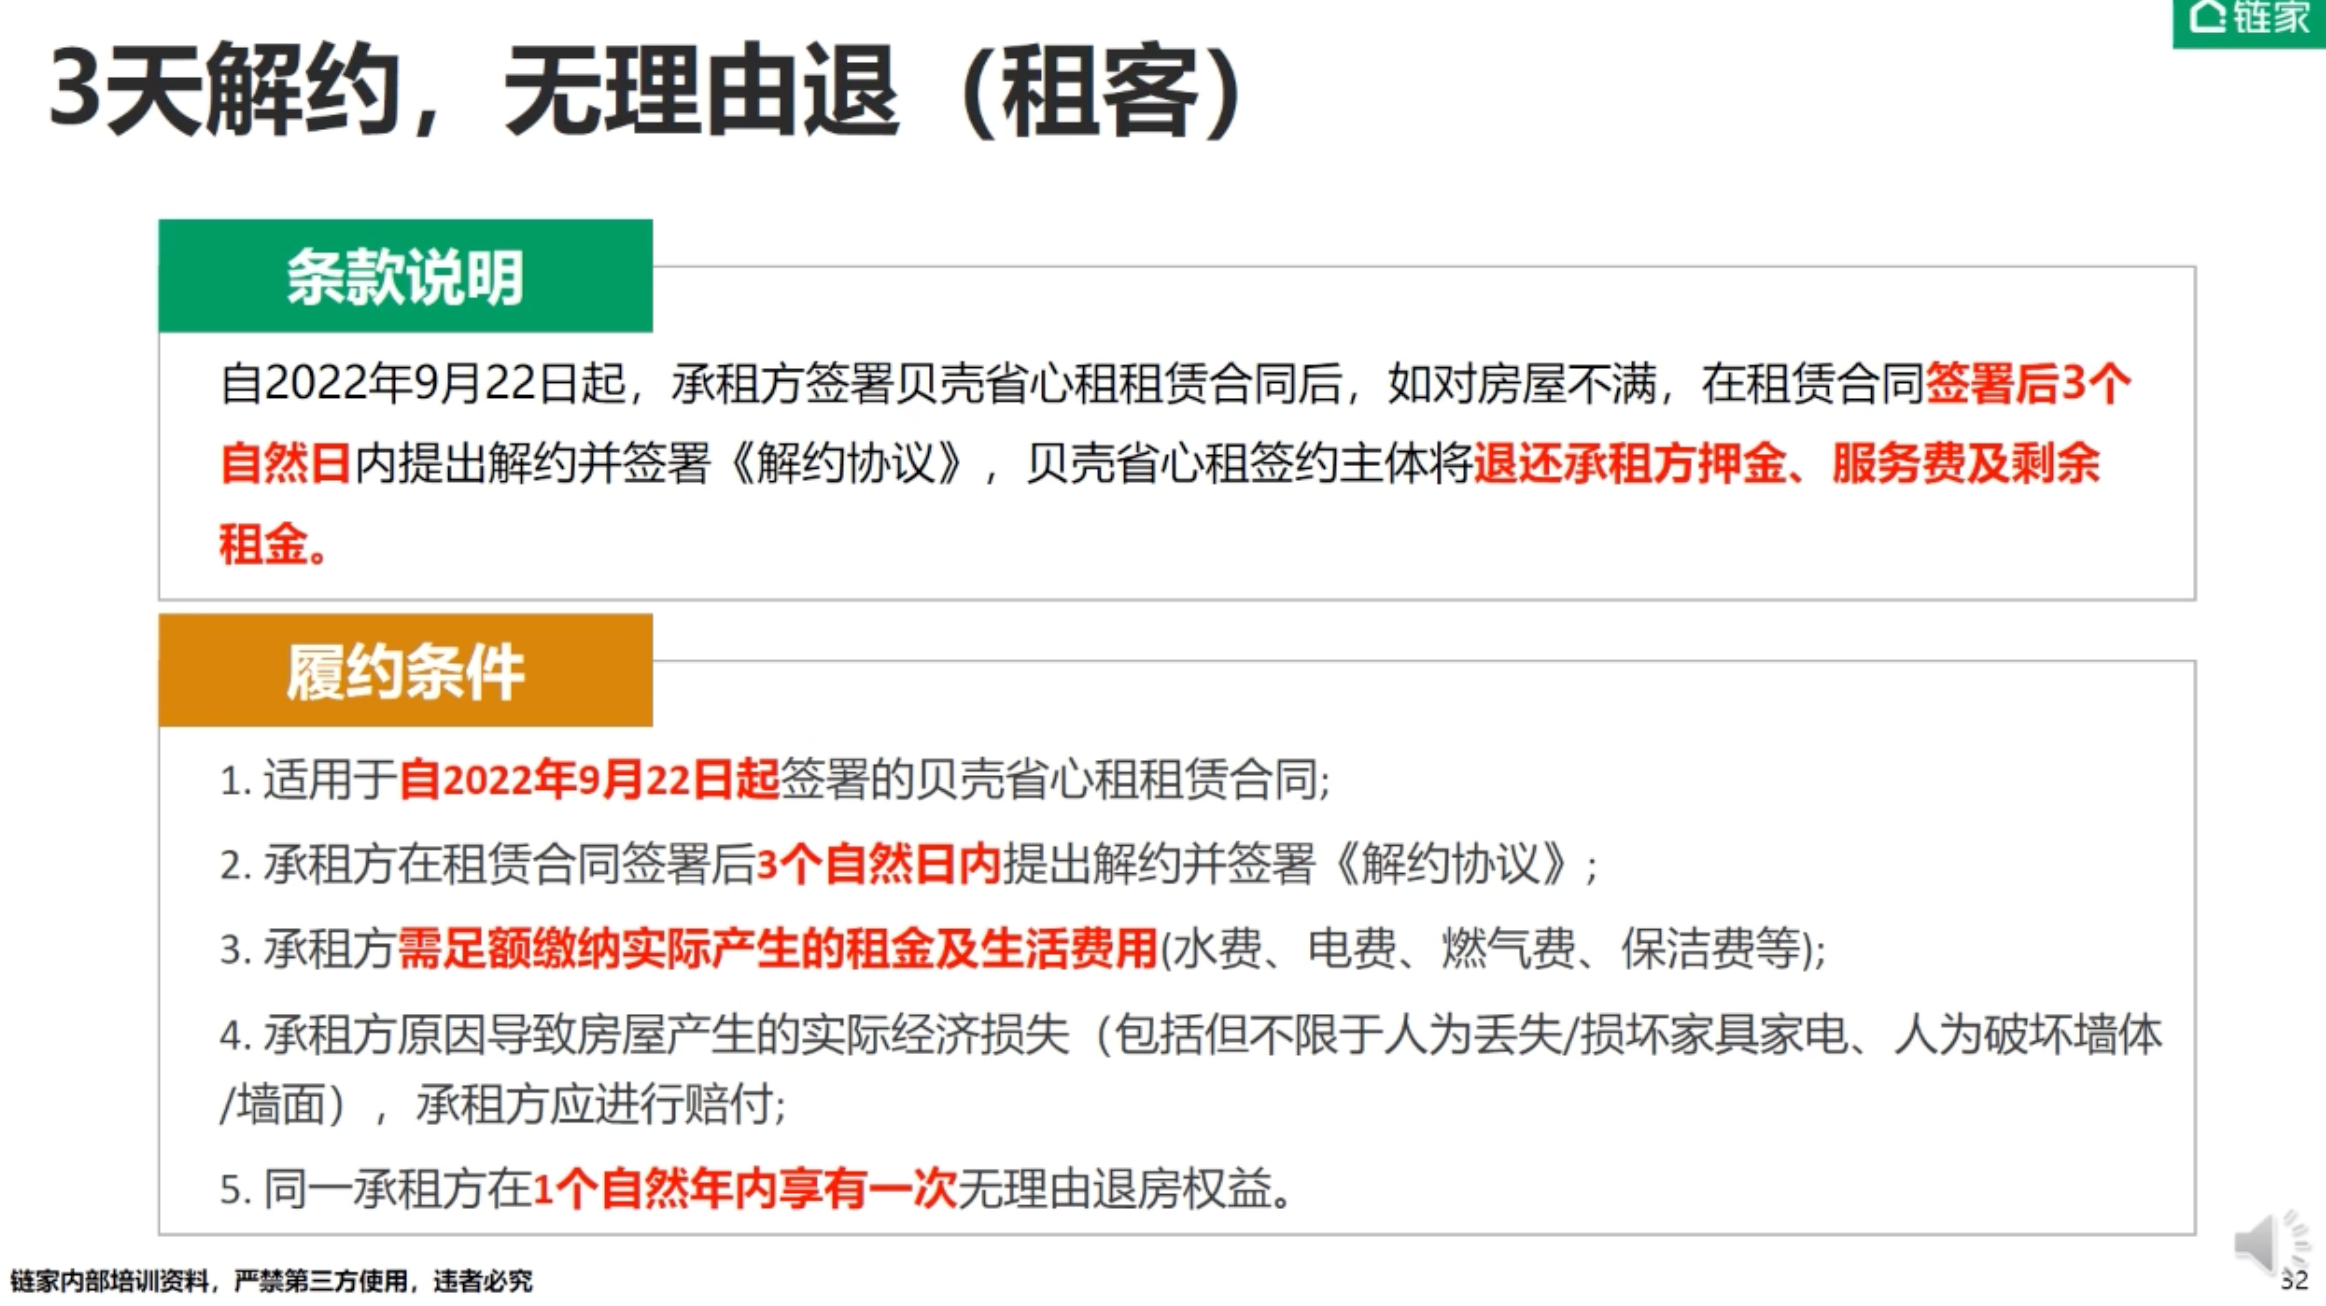 链家
3天解约，无理由退（租客）
条款说明
自2022年9月22日起，承租方签署贝壳省心租租赁合同后，如对房屋不满，在租赁合同签署后3个
自然日内提出解约并签署《解约协议》，贝壳省心租签约主体将退还承租方押金、服务费及剩余
租金。
履约条件
1. 适用于自2022年9月22日起签署的贝壳省心租租赁合同;
2. 承租方在租赁合同签署后3个自然日内提出解约并签署《解约协议》;
3. 承租方需足额缴纳实际产生的租金及生活费用(水费、电费、燃气费、保洁费等);
4. 承租方原因导致房屋产生的实际经济损失（包括但不限于人为丢失/损坏家具家电、人为破坏墙体
/墙面），承租方应进行赔付;
5. 同一承租方在1个自然年内享有一次无理由退房权益。
链家内部培训资料，严禁第三方使用，违者必究
32